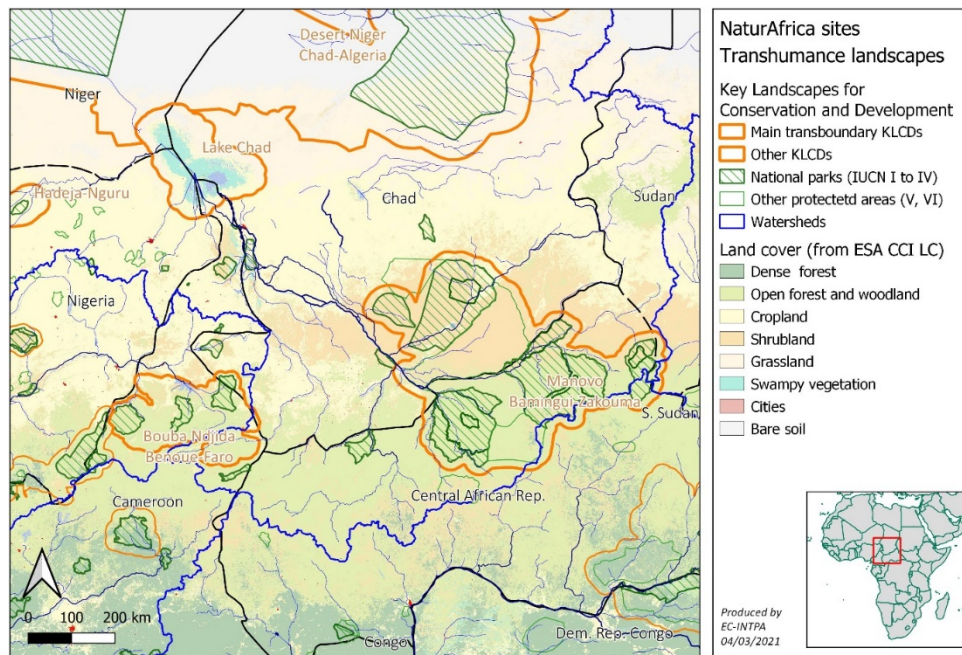 Desert-Niger
Chad-Algeria
Niger
Lake Chad
Hadeja-Nguru
Chad
Sudan
Nigeria
Manovo
Bamingui-Zakouma
S. Sudan
Bouba Ndjida
Benoue-Faro
Cameroon
Central African Rep.
Congo
Dem. Rep. Congo
0 100 200 km
NaturAfrica sites
Transhumance landscapes
Key Landscapes for
Conservation and Development
Main transboundary KLCDs
Other KLCDs
National parks (IUCN I to IV)
Other protectetd areas (V, VI)
Watersheds
Land cover (from ESA CCI LC)
Dense forest
Open forest and woodland
Cropland
Shrubland
Grassland
Swampy vegetation
Cities
Bare soil
Produced by
EC-INTPA
04/03/2021